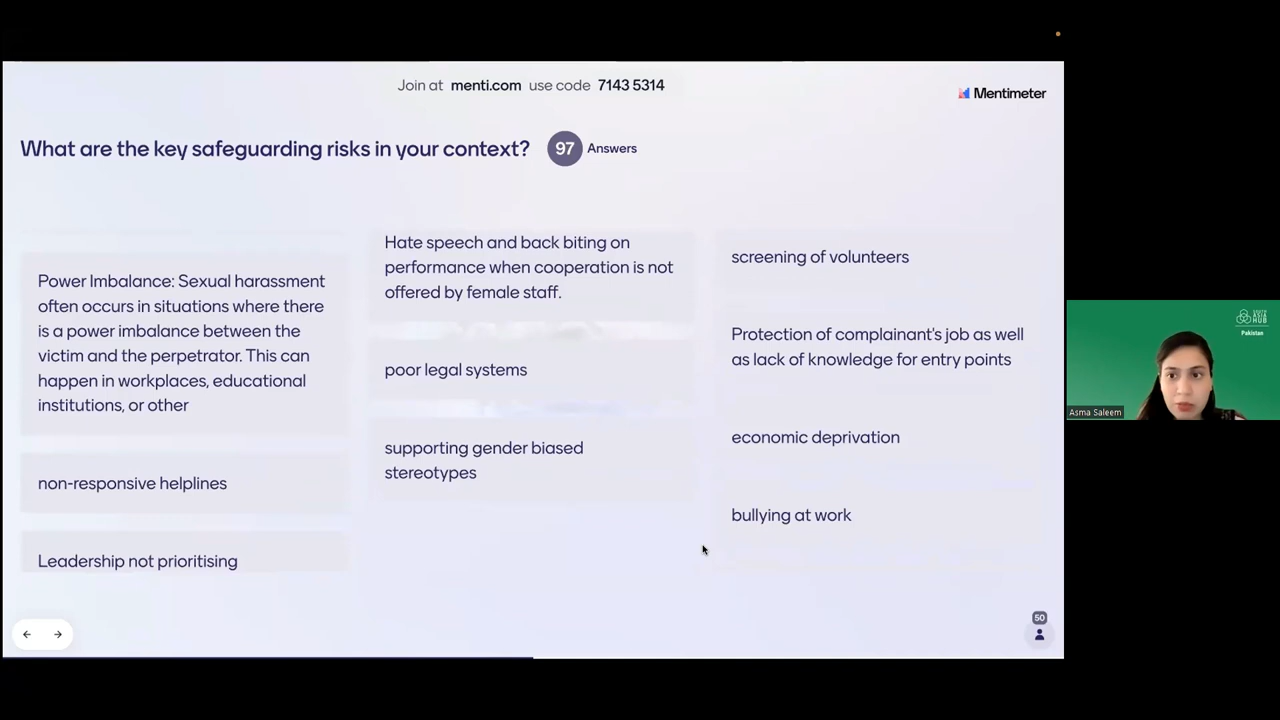 Join at menti.com use code 7143 5314
Mentimeter
What are the key safeguarding risks in your context?
97 Answers
Power Imbalance: Sexual harassment
often occurs in situations where there
is a power imbalance between the
victim and the perpetrator. This can
happen in workplaces, educational
institutions, or other
non-responsive helplines
Leadership not prioritising
Hate speech and back biting on
performance when cooperation is not
offered by female staff.
poor legal systems
supporting gender biased
stereotypes
screening of volunteers
Protection of complainant's job as well
as lack of knowledge for entry points
economic deprivation
bullying at work
50
HUB
Pakistan
Asma Saleem